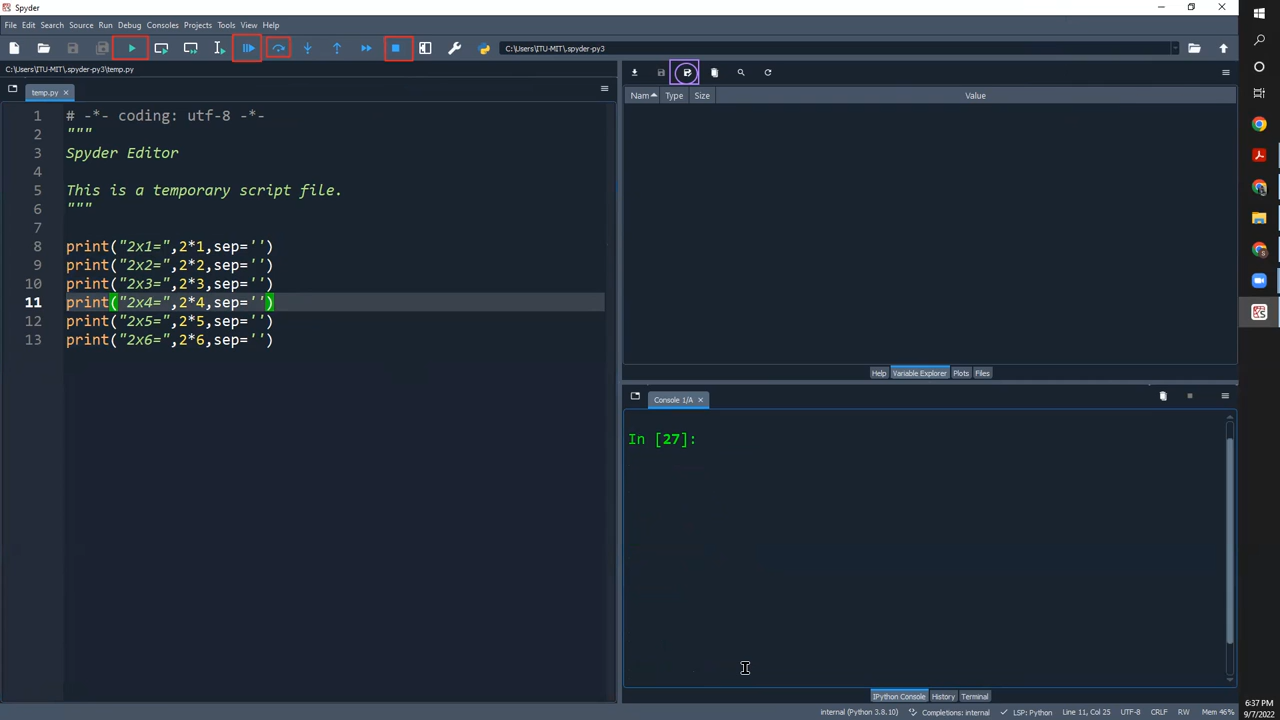 Spyder
File Edit Search Source Run Debug Consoles Projects Tools View Help
C:\Users\ITU-MIT\.spyder-py3
C:\Users\ITU-MIT\.spyder-py3\temp.py
temp.py
Nam Type Size Value
1 # -*- coding: utf-8 -*-
2 """
3 Spyder Editor
4
5 This is a temporary script file.
6 """
7
8 print("2x1=",2*1,sep='')
9 print("2x2=",2*2,sep='')
10 print("2x3=",2*3,sep='')
11 print("2x4=",2*4,sep='')
12 print("2x5=",2*5,sep='')
13 print("2x6=",2*6,sep='')
Help Variable Explorer Plots Files
Console 1/A
In [27]:
IPython Console History Terminal
internal (Python 3.8.10) Completions: internal LSP: Python Line 11, Col 25 UTF-8 CRLF RW Mem 46%
6:37 PM
9/7/2022